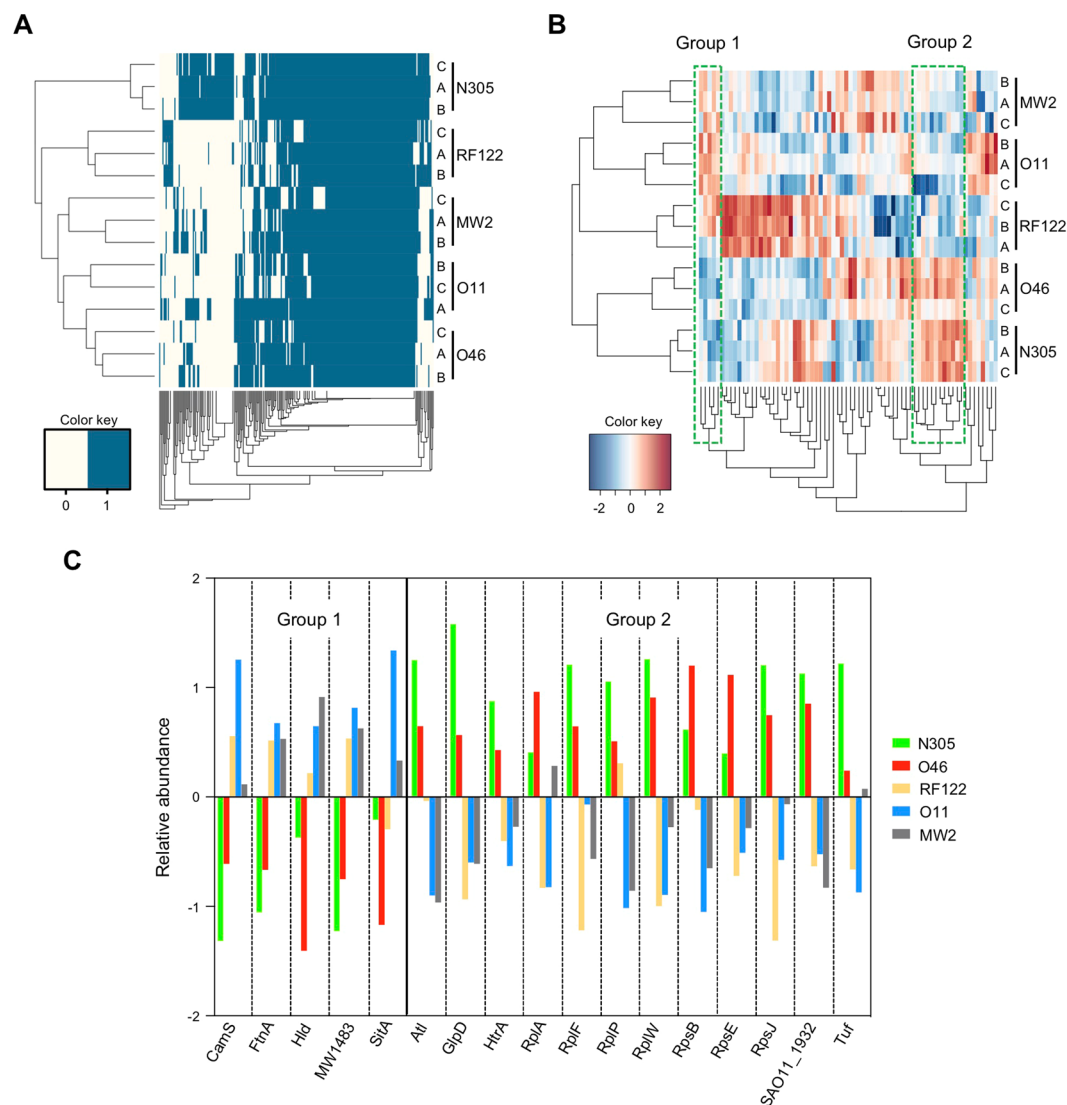 A
C
A
B
N305
C
A
B
RF122
C
A
B
MW2
B
C
A
O11
C
A
B
O46
Color key
0 1
B
Group 1 Group 2
B
A
C
MW2
B
A
C
O11
C
B
A
RF122
B
A
C
O46
B
A
C
N305
Color key
-2 0 2
C
Relative abundance
2
1
0
-1
-2
Group 1 Group 2
CamS
FtnA
Hld
MW1483
SitA
Atl
GlpD
HtrA
RplA
RplF
RplP
RplW
RpsB
RpsE
RpsJ
SAO11_1932
Tuf
N305
O46
RF122
O11
MW2